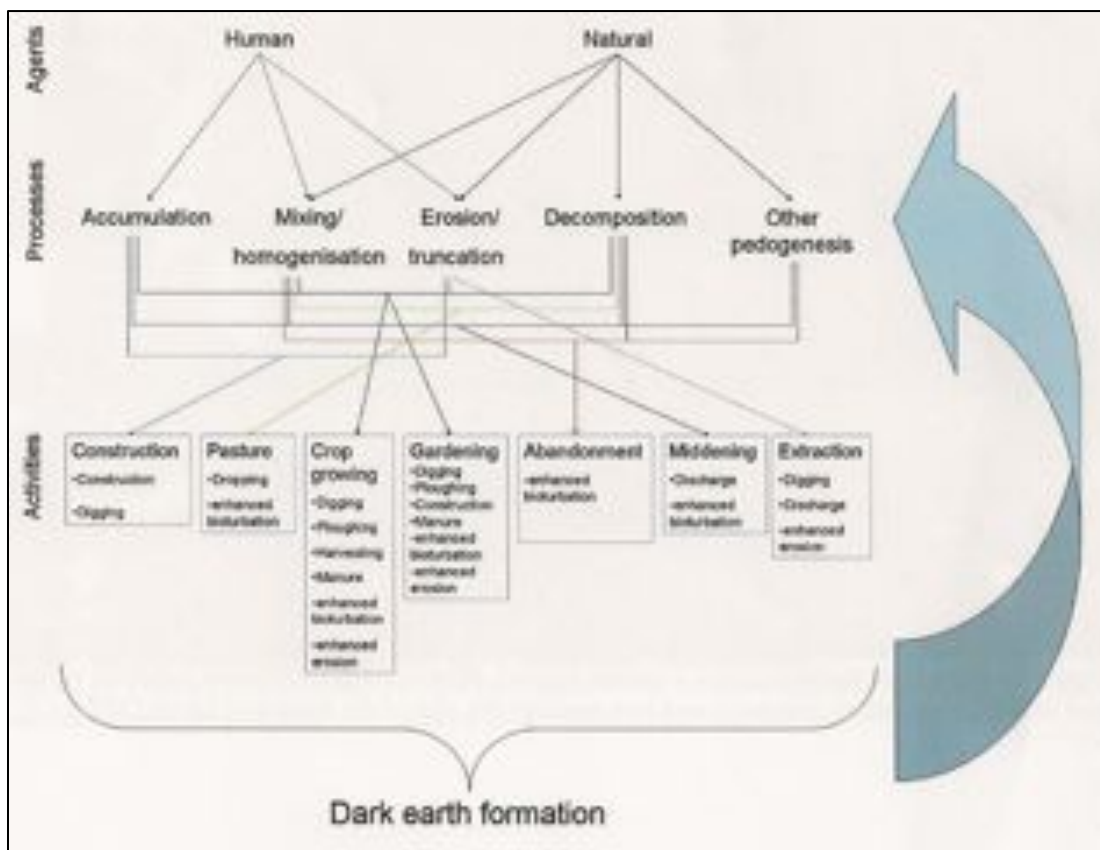 Agents
Human
Natural
Processes
Accumulation
Mixing/
homogenisation
Erosion/
truncation
Decomposition
Other
pedogenesis
Activities
Construction
•Construction
•Digging
Pasture
•Dropping
-enhanced
bioturbation
Crop
growing
•Digging
•Ploughing
•Harvesting
•Manure
-enhanced
bioturbation
-enhanced
erosion
Gardening
•Digging
•Ploughing
•Construction
•Manure
-enhanced
bioturbation
-enhanced
erosion
Abandonment
-enhanced
bioturbation
Middening
•Discharge
-enhanced
bioturbation
Extraction
•Digging
•Discharge
-enhanced
erosion
Dark earth formation